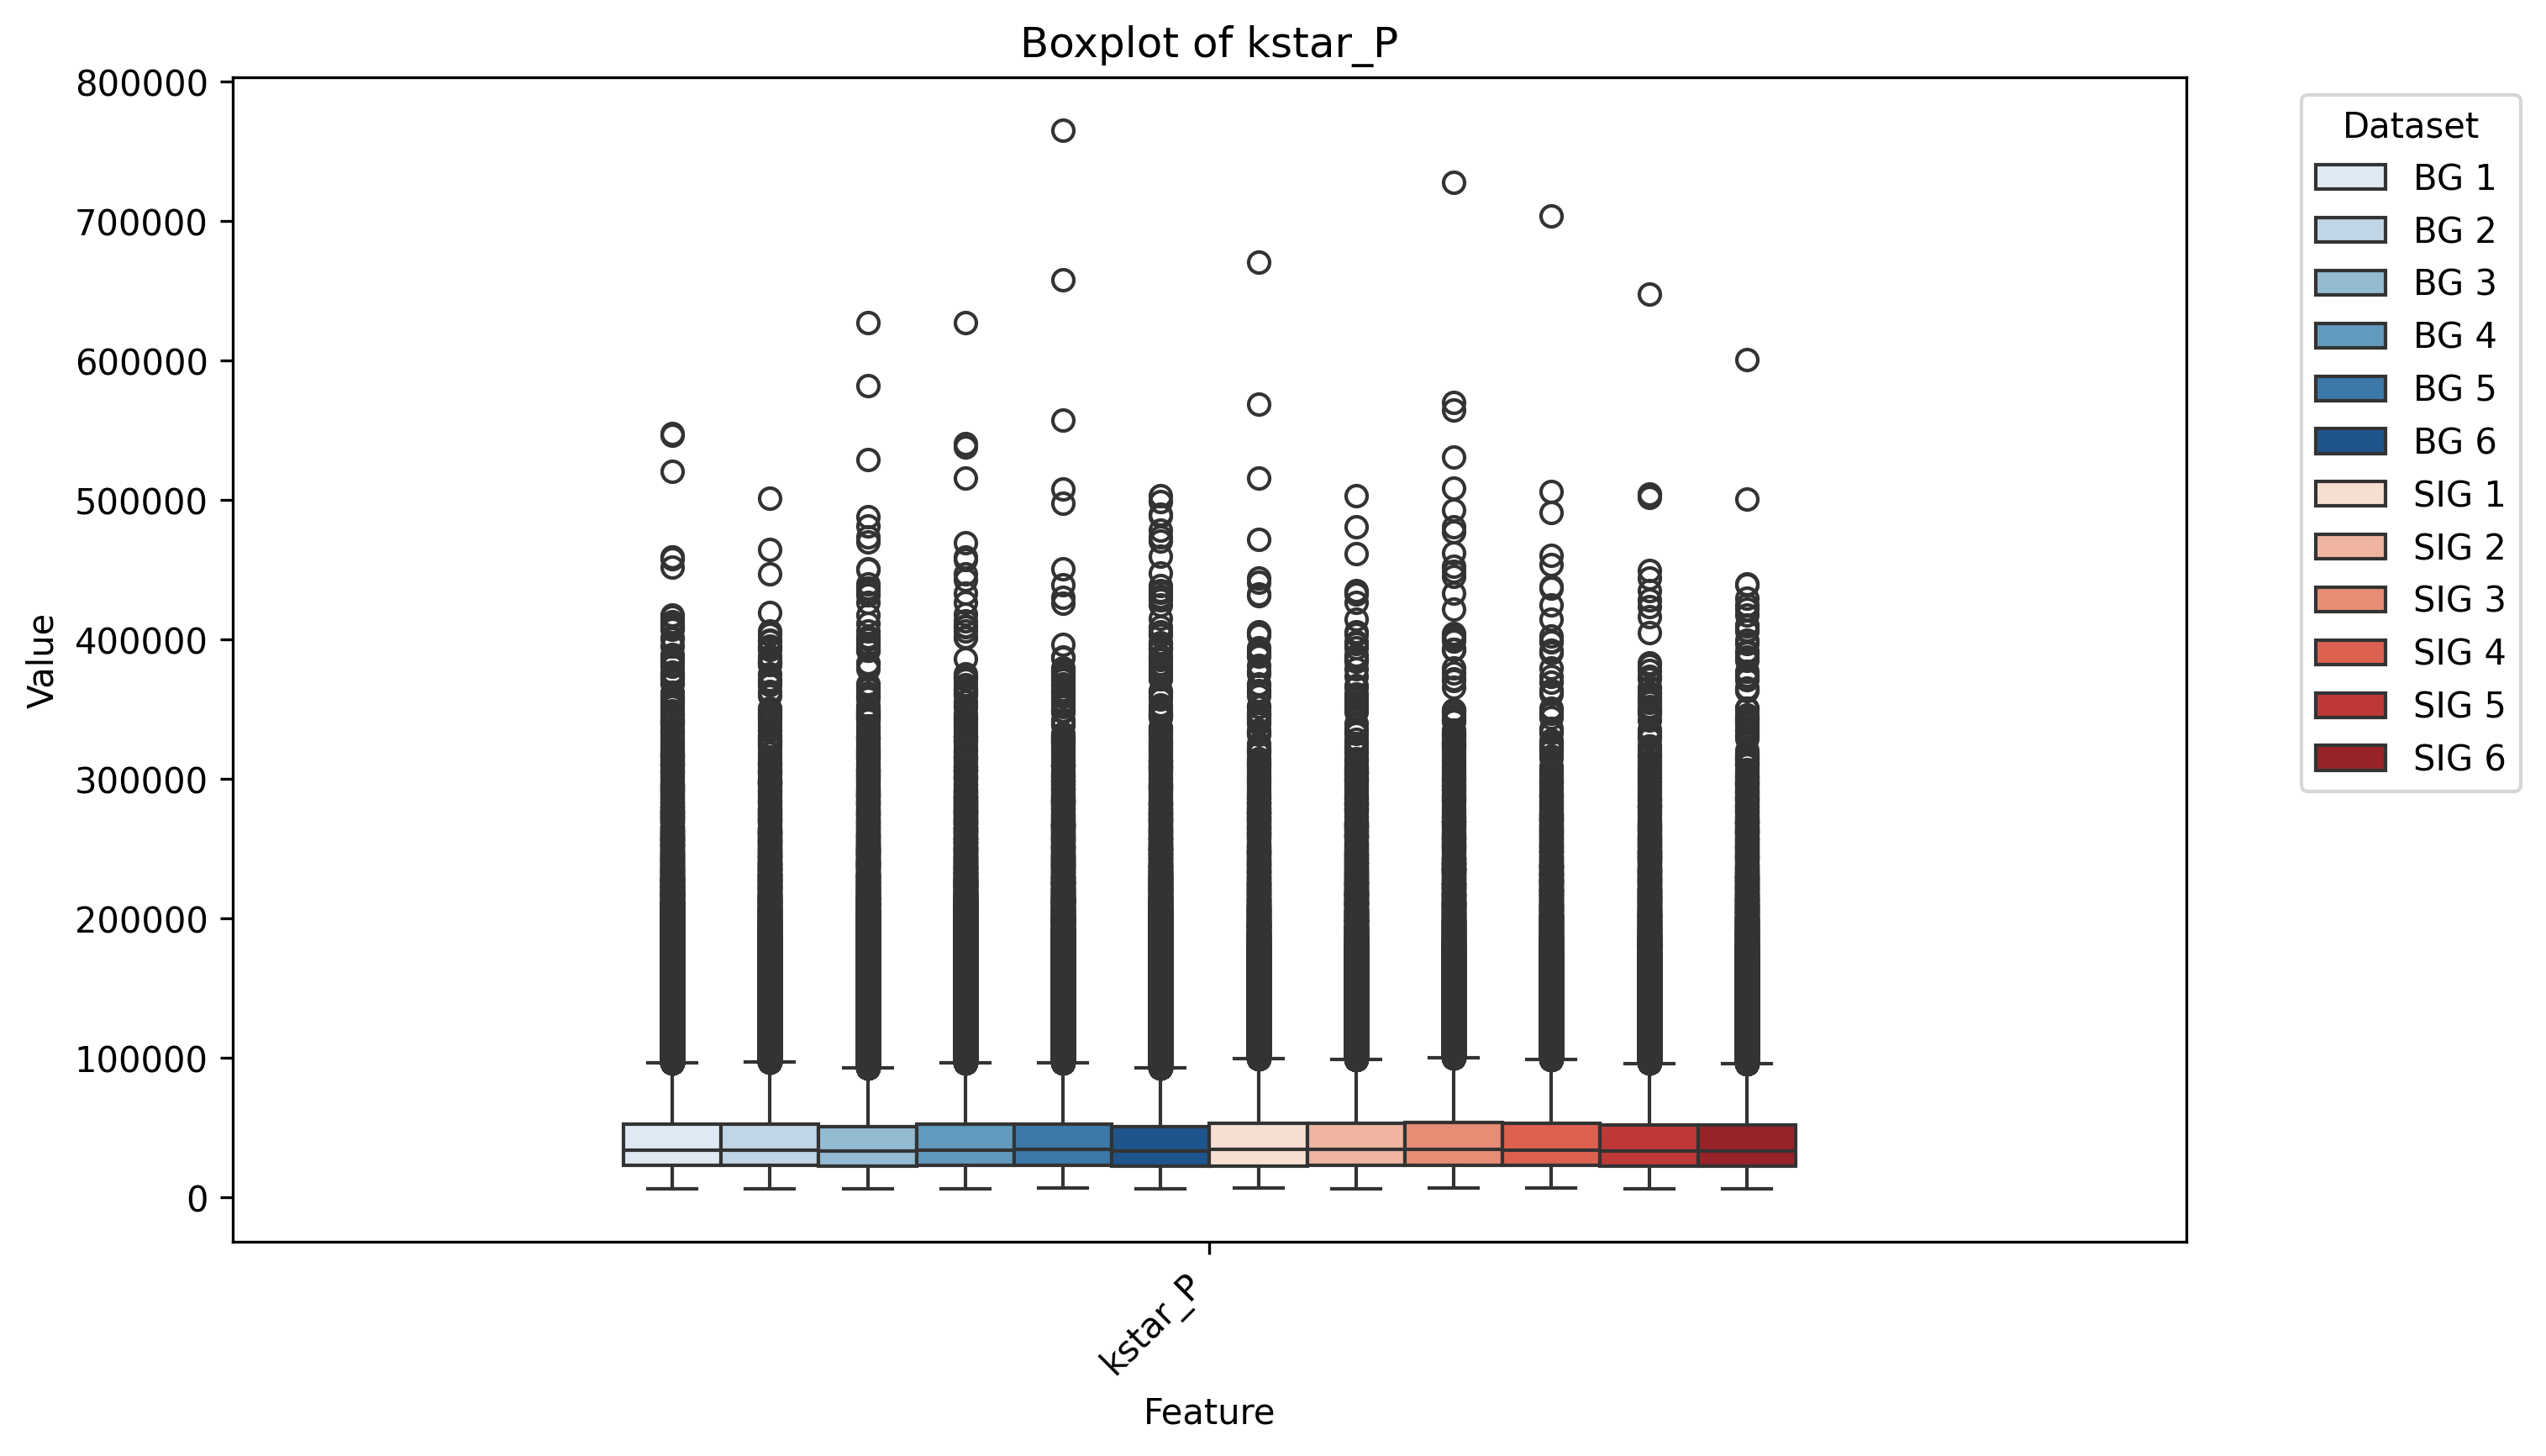 Boxplot of kstar_P
800000
700000
600000
500000
400000
300000
200000
100000
0
Value
kstar_P
Feature
Dataset
BG 1
BG 2
BG 3
BG 4
BG 5
BG 6
SIG 1
SIG 2
SIG 3
SIG 4
SIG 5
SIG 6